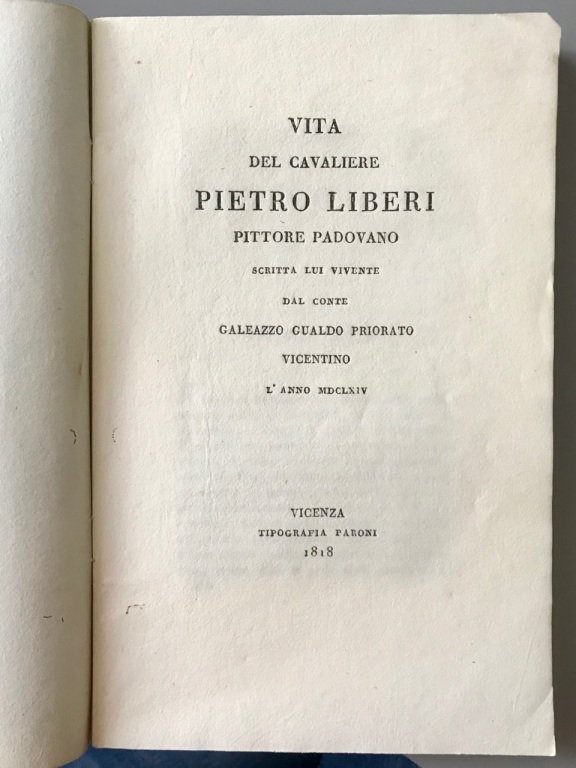 VITA
DEL CAVALIERE
PIETRO LIBERI
PITTORE PADOVANO
SCRITTA LUI VIVENTE
DAL CONTE
GALEAZZO GUALDO PRIORATO
VICENTINO
L'ANNO MDCLXIV
VICENZA
TIPOGRAFIA PARONI
1818